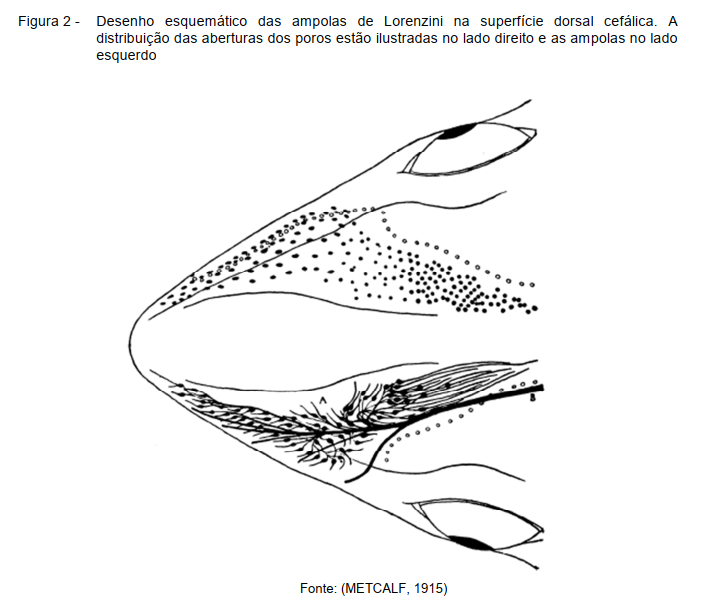 Figura 2 - Desenho esquemático das ampolas de Lorenzini na superfície dorsal cefálica. A
distribuição das aberturas dos poros estão ilustradas no lado direito e as ampolas no lado
esquerdo
A
B
Fonte: (METCALF, 1915)